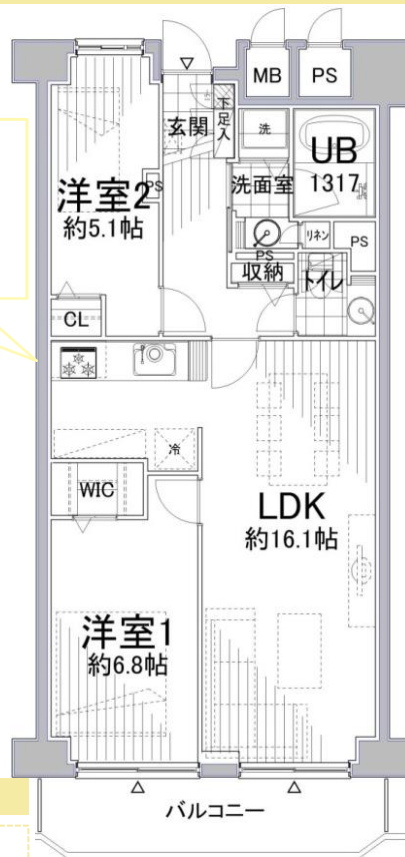 MB
PS
下足入
玄関
洗
UB
1317
洋室2
約5.1帖
PS
洗面室
リネン
PS
PS
収納
トイレ
CL
冷
WIC
LDK
約16.1帖
洋室1
約6.8帖
バルコニー